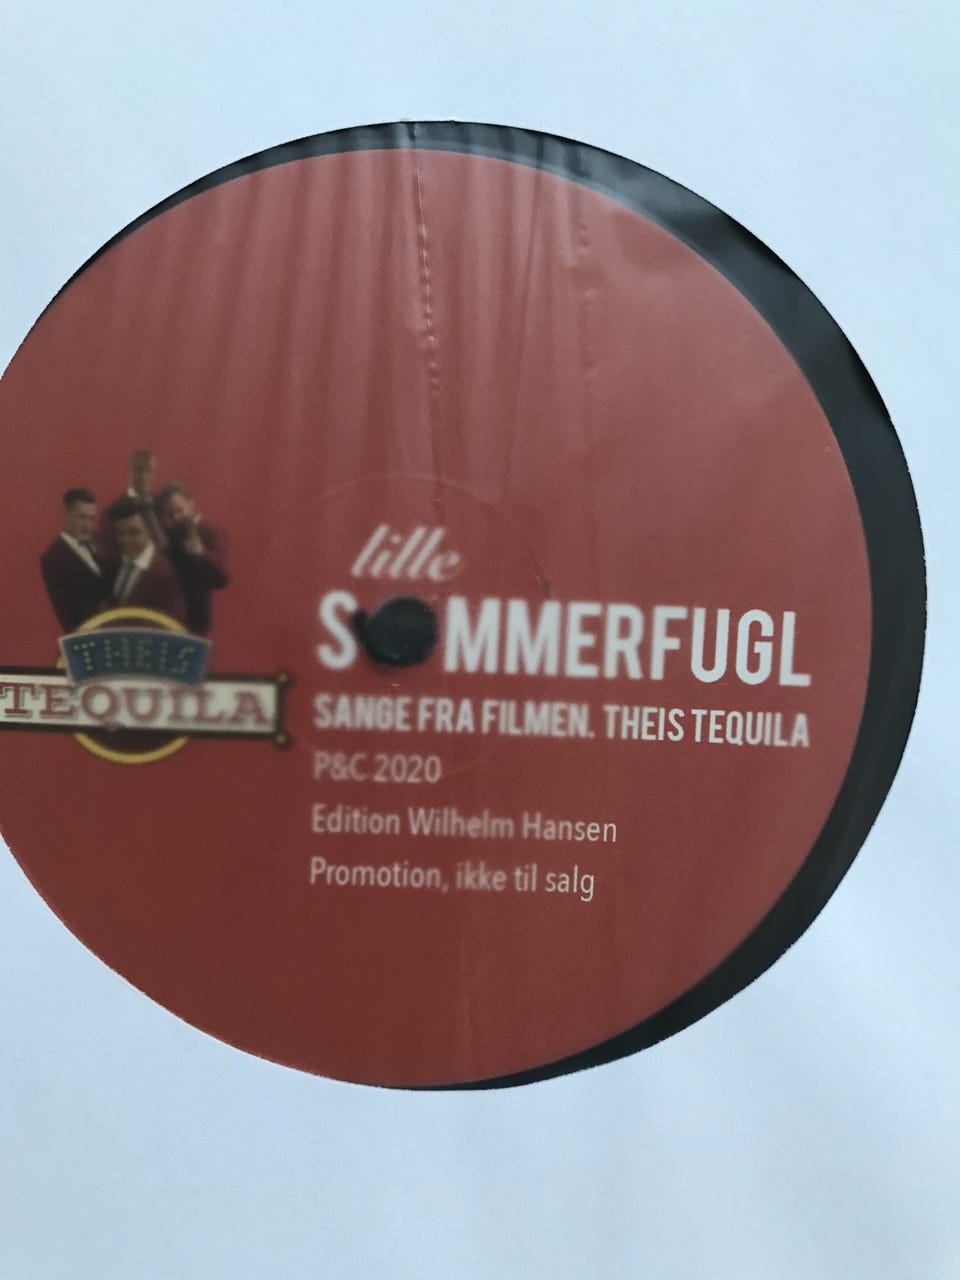 THEIS
TEQUILA
lille
SOMMERFUGL
SANGE FRA FILMEN. THEIS TEQUILA
P&C 2020
Edition Wilhelm Hansen
Promotion, ikke til salg